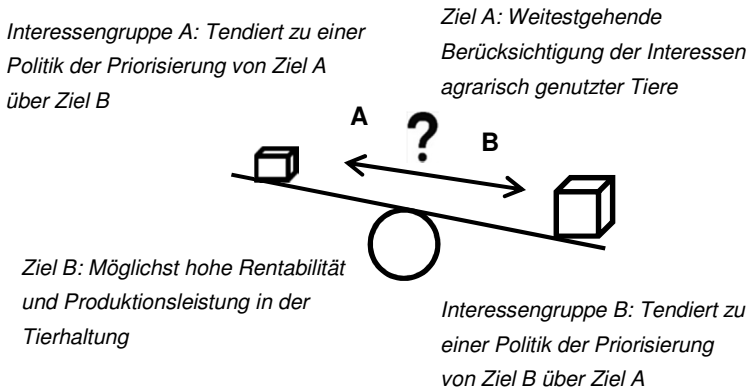 Interessengruppe A: Tendiert zu einer
Politik der Priorisierung von Ziel A
über Ziel B
Ziel A: Weitestgehende
Berücksichtigung der Interessen
agrarisch genutzter Tiere
A ? B
Ziel B: Möglichst hohe Rentabilität
und Produktionsleistung in der
Tierhaltung
Interessengruppe B: Tendiert zu
einer Politik der Priorisierung
von Ziel B über Ziel A